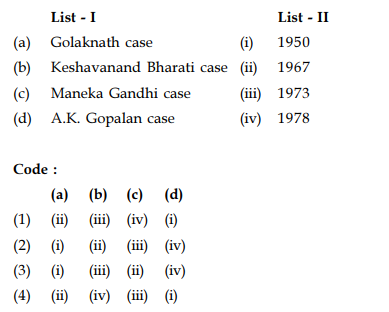 List - I List - II
(a) Golaknath case (i) 1950
(b) Keshavanand Bharati case (ii) 1967
(c) Maneka Gandhi case (iii) 1973
(d) A.K. Gopalan case (iv) 1978
Code :
(a) (b) (c) (d)
(1) (ii) (iii) (iv) (i)
(2) (i) (ii) (iii) (iv)
(3) (i) (iii) (ii) (iv)
(4) (ii) (iv) (iii) (i)